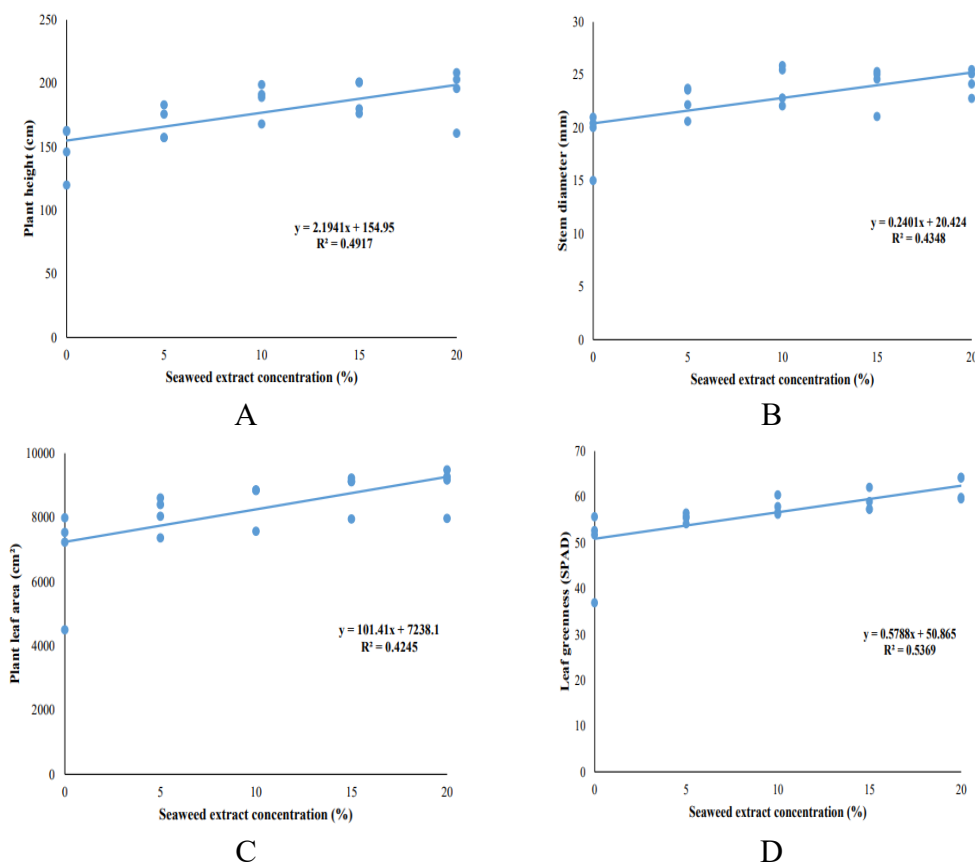 250
200
150
100
50
0
Plant height (cm)
y = 2.1941x + 154.95
R² = 0.4917
0 5 10 15 20
Seaweed extract concentration (%)
A
30
25
20
15
10
5
0
Stem diameter (mm)
y = 0.2401x + 20.424
R² = 0.4348
0 5 10 15 20
Seaweed extract concentration (%)
B
10000
8000
6000
4000
2000
0
Plant leaf area (cm²)
y = 101.41x + 7238.1
R² = 0.4245
0 5 10 15 20
Seaweed extract concentration (%)
C
70
60
50
40
30
20
10
0
Leaf greenness (SPAD)
y = 0.5788x + 50.865
R² = 0.5369
0 5 10 15 20
Seaweed extract concentration (%)
D